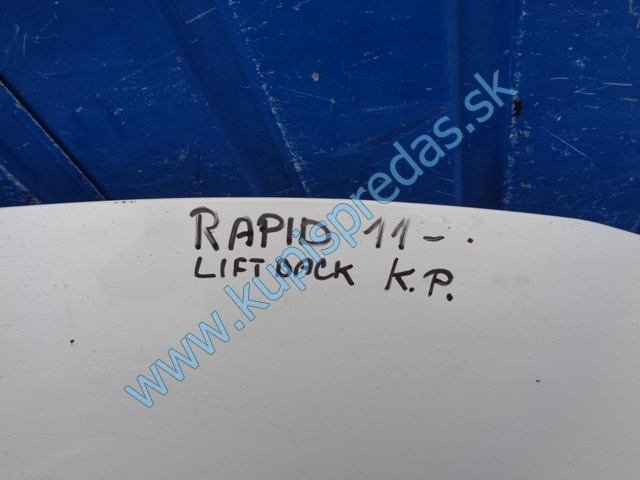 RAPID 11 - .
LIFTBACK K.P.
www.kupispredas.sk